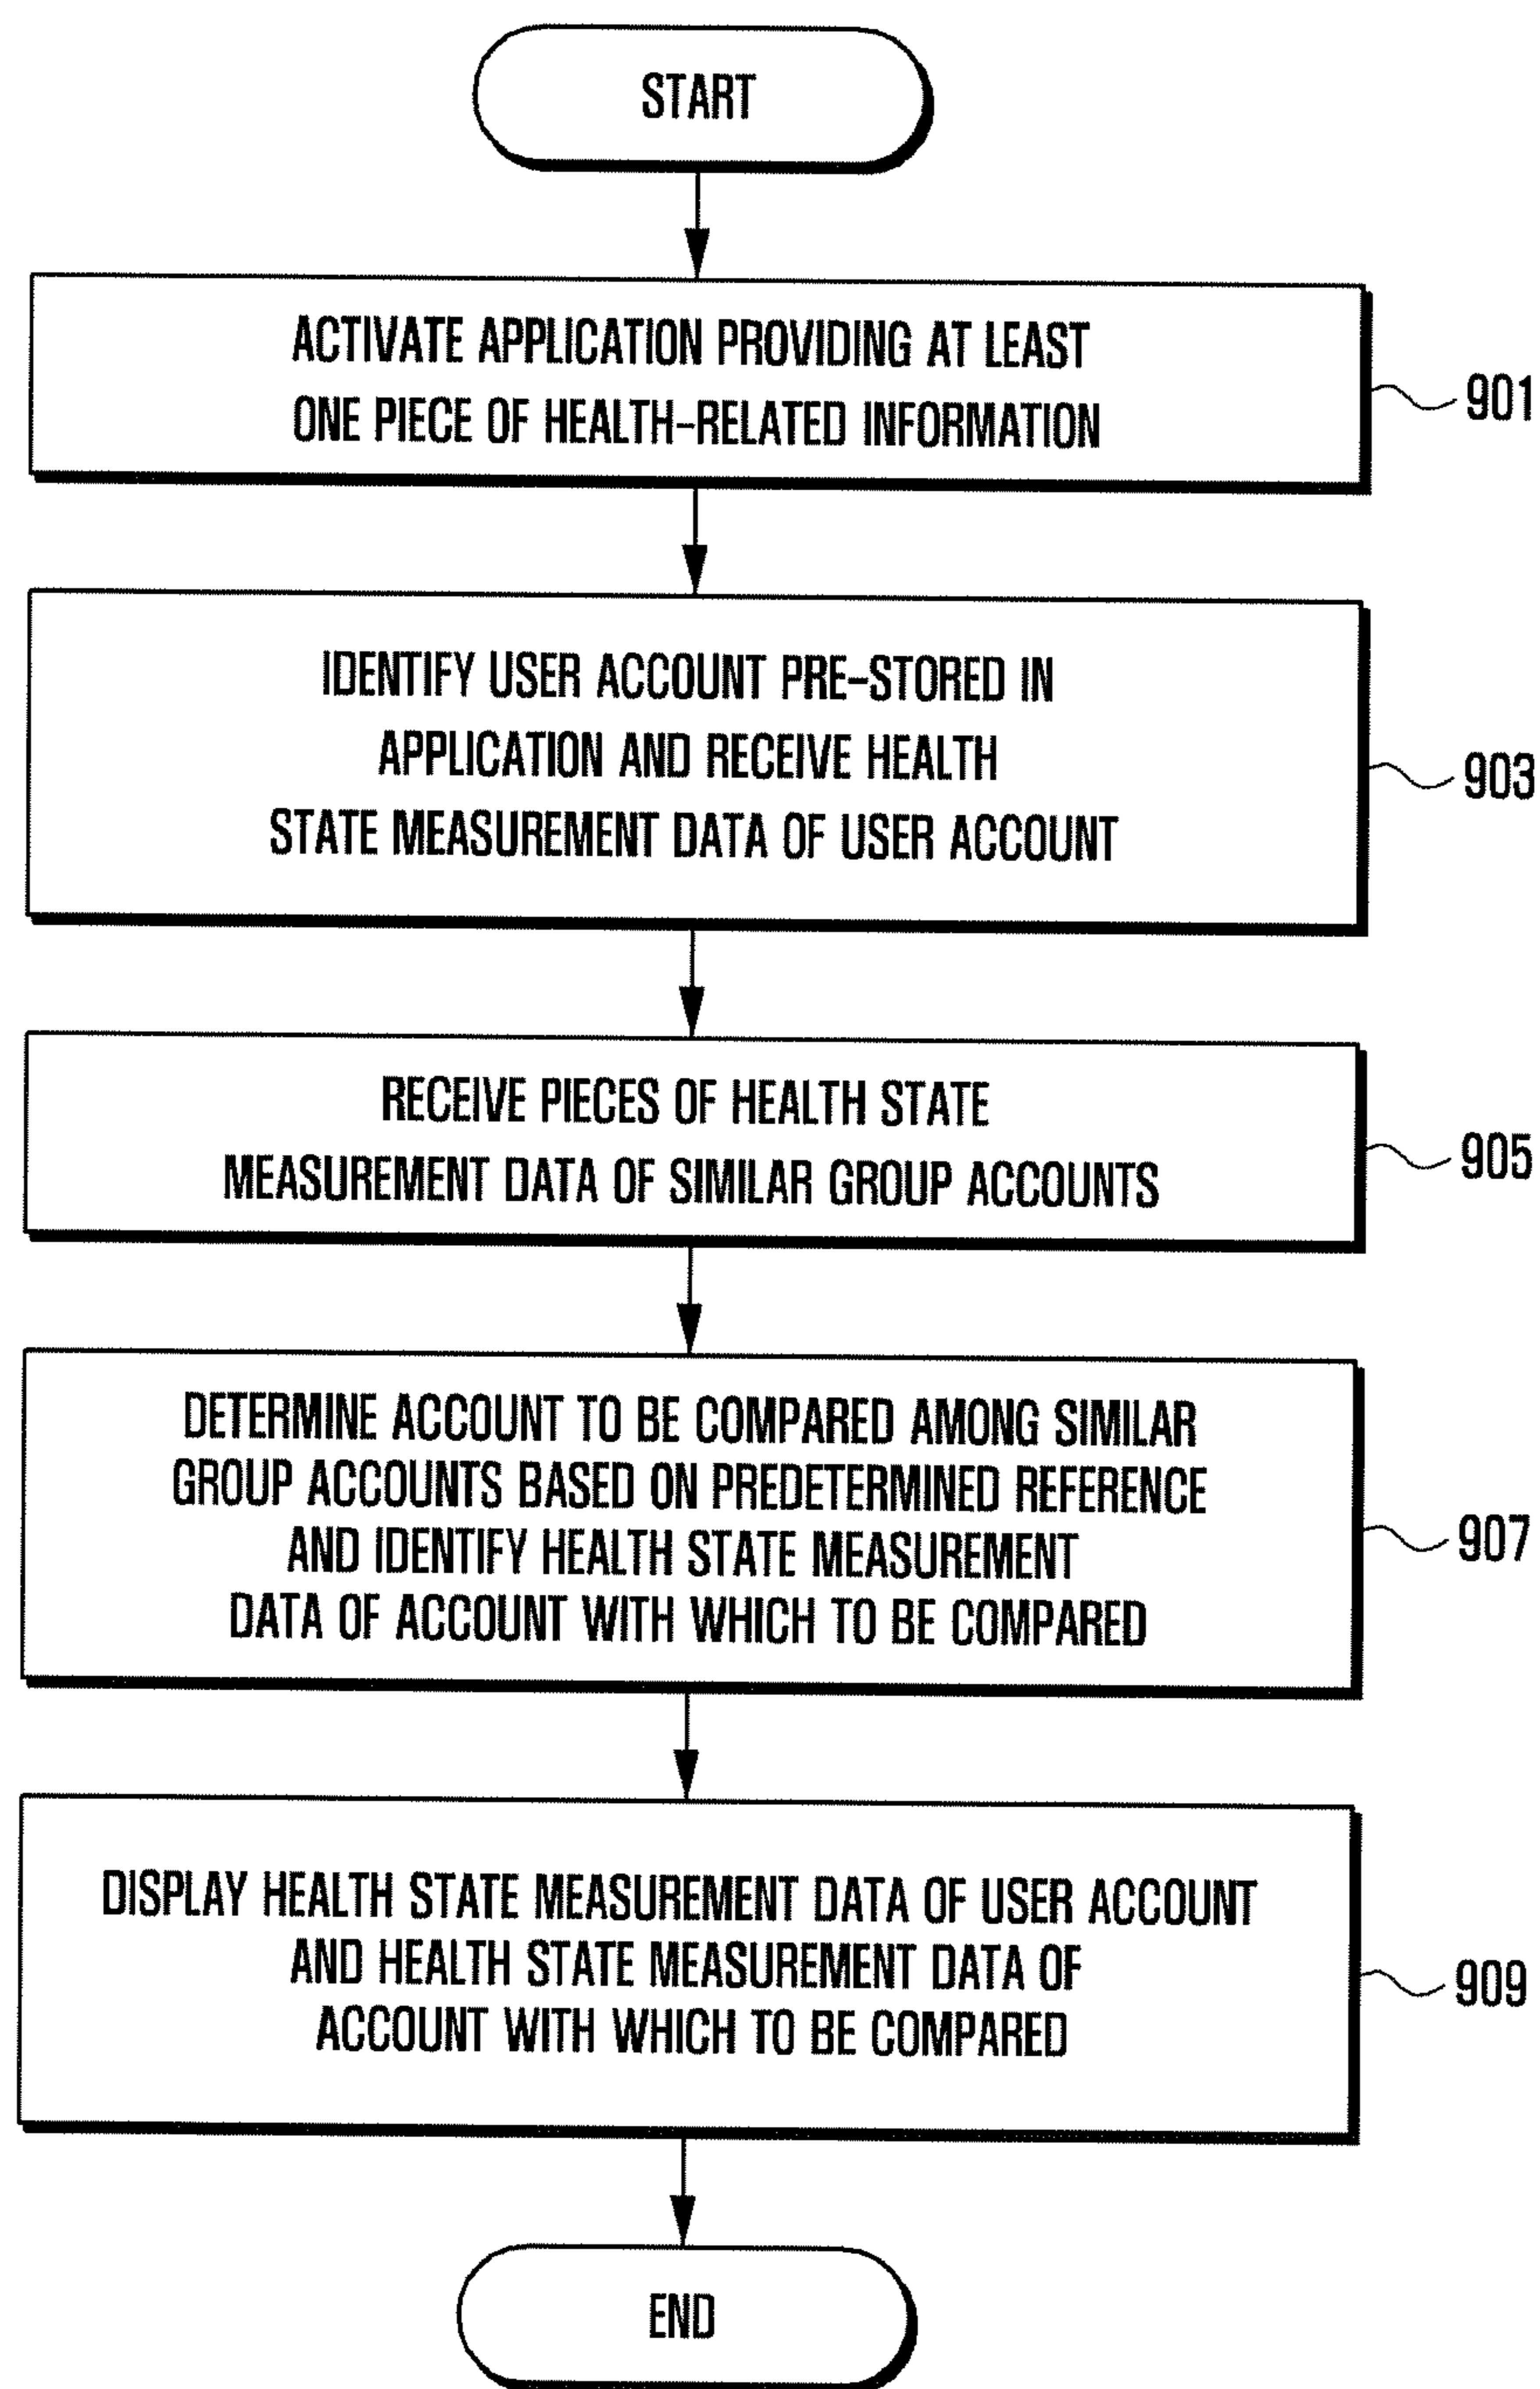 START
ACTIVATE APPLICATION PROVIDING AT LEAST
ONE PIECE OF HEALTH-RELATED INFORMATION
901
IDENTIFY USER ACCOUNT PRE-STORED IN
APPLICATION AND RECEIVE HEALTH
STATE MEASUREMENT DATA OF USER ACCOUNT
903
RECEIVE PIECES OF HEALTH STATE
MEASUREMENT DATA OF SIMILAR GROUP ACCOUNTS
905
DETERMINE ACCOUNT TO BE COMPARED AMONG SIMILAR
GROUP ACCOUNTS BASED ON PREDETERMINED REFERENCE
AND IDENTIFY HEALTH STATE MEASUREMENT
DATA OF ACCOUNT WITH WHICH TO BE COMPARED
907
DISPLAY HEALTH STATE MEASUREMENT DATA OF USER ACCOUNT
AND HEALTH STATE MEASUREMENT DATA OF
ACCOUNT WITH WHICH TO BE COMPARED
909
END